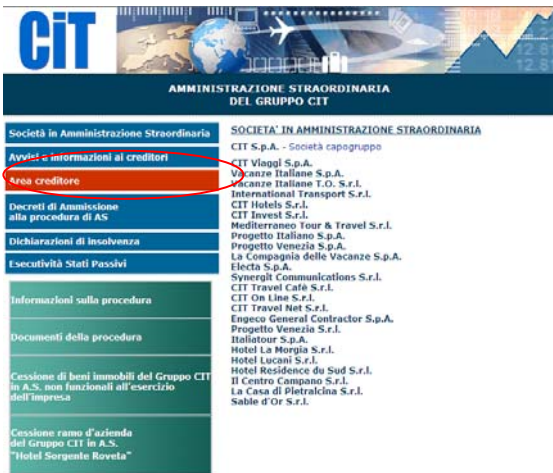 CiT
AMMINISTRAZIONE STRAORDINARIA
DEL GRUPPO CIT
Società in Amministrazione Straordinaria
Avvisi e informazioni ai creditori
Area creditore
Decreti di Ammissione
alla procedura di AS
Dichiarazioni di insolvenza
Esecutività Stati Passivi
Informazioni sulla procedura
Documenti della procedura
Cessione di beni immobili del Gruppo CIT
in A.S. non funzionali all'esercizio
dell'impresa
Cessione ramo d'azienda
del Gruppo CIT in A.S.
"Hotel Sorgente Roveta"
SOCIETA' IN AMMINISTRAZIONE STRAORDINARIA
CIT S.p.A. - Società capogruppo
CIT Viaggi S.p.A.
Vacanze Italiane S.p.A.
Vacanze Italiane T.O. S.r.l.
International Transport S.r.l.
CIT Hotels S.r.l.
CIT Invest S.r.l.
Mediterraneo Tour & Travel S.r.l.
Progetto Italiano S.p.A.
Progetto Venezia S.p.A.
La Compagnia delle Vacanze S.p.A.
Electa S.p.A.
Synergit Communications S.r.l.
CIT Travel Cafè S.r.l.
CIT On Line S.r.l.
CIT Travel Net S.r.l.
Engeco General Contractor S.p.A.
Progetto Venezia S.r.l.
Italiatour S.p.A.
Hotel La Morgia S.r.l.
Hotel Lucani S.r.l.
Hotel Residence du Sud S.r.l.
Il Centro Campano S.r.l.
La Casa di Pietralcina S.r.l.
Sable d'Or S.r.l.